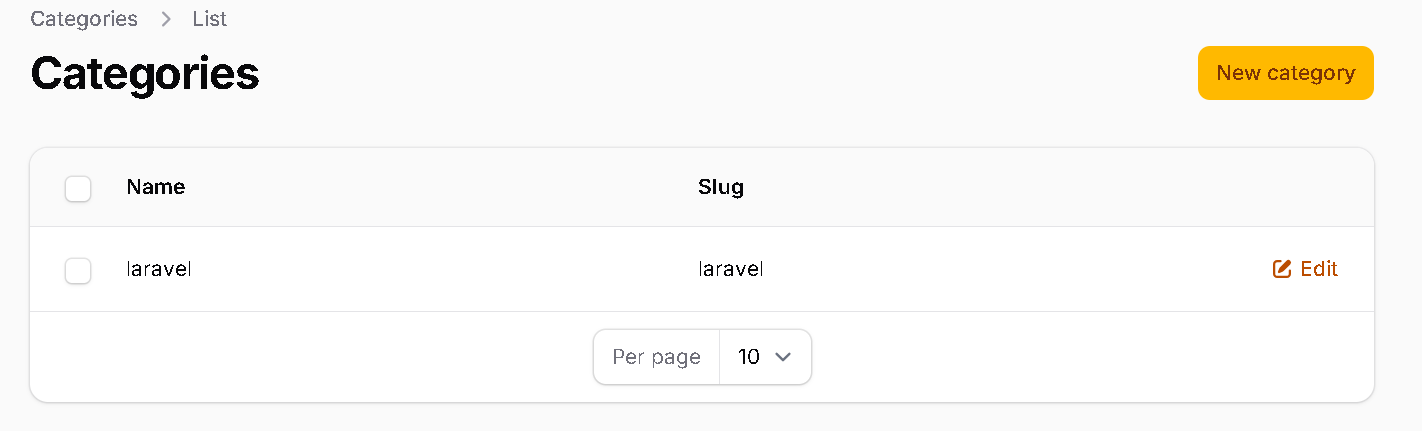 Categories List
Categories
New category
Name Slug
laravel laravel Edit
Per page 10